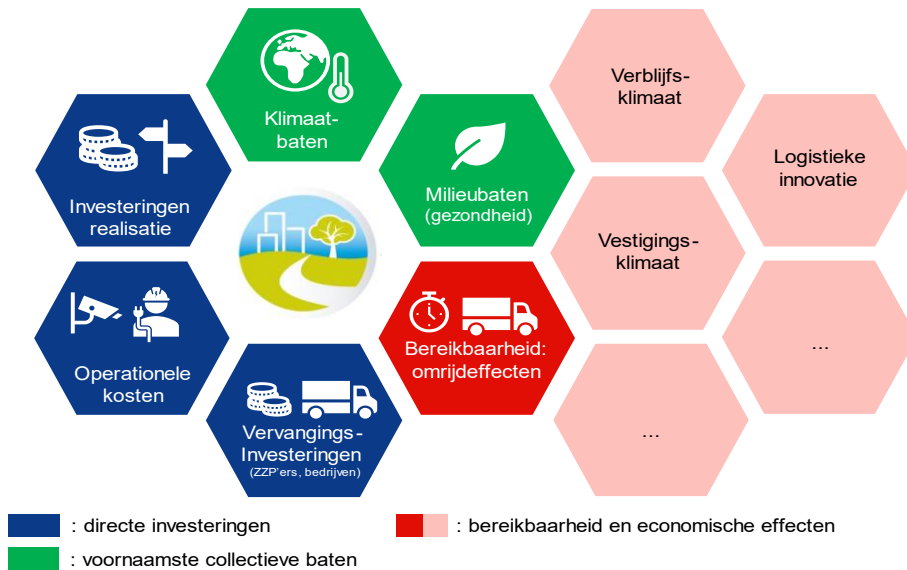 Klimaat-
baten
Investeringen
realisatie
Milieubaten
(gezondheid)
Operationele
kosten
Bereikbaarheid:
omrijdeffecten
Vervangings-
Investeringen
(ZZP'ers, bedrijven)
Verblijfs-
klimaat
Logistieke
innovatie
Vestigings-
klimaat
...
...
: directe investeringen
: bereikbaarheid en economische effecten
: voornaamste collectieve baten